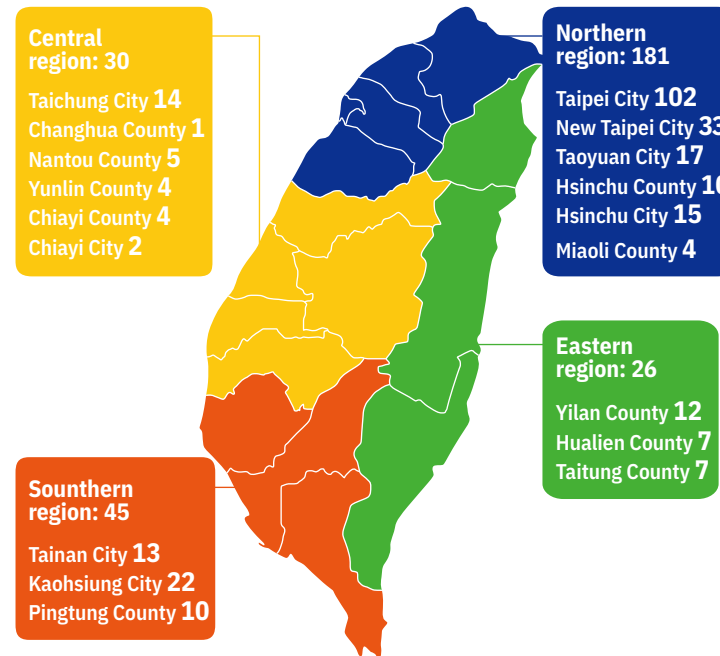 Central
region: 30
Taichung City 14
Changhua County 1
Nantou County 5
Yunlin County 4
Chiayi County 4
Chiayi City 2
Northern
region: 181
Taipei City 102
New Taipei City 33
Taoyuan City 17
Hsinchu County 10
Hsinchu City 15
Miaoli County 4
Eastern
region: 26
Yilan County 12
Hualien County 7
Taitung County 7
Sounthern
region: 45
Tainan City 13
Kaohsiung City 22
Pingtung County 10